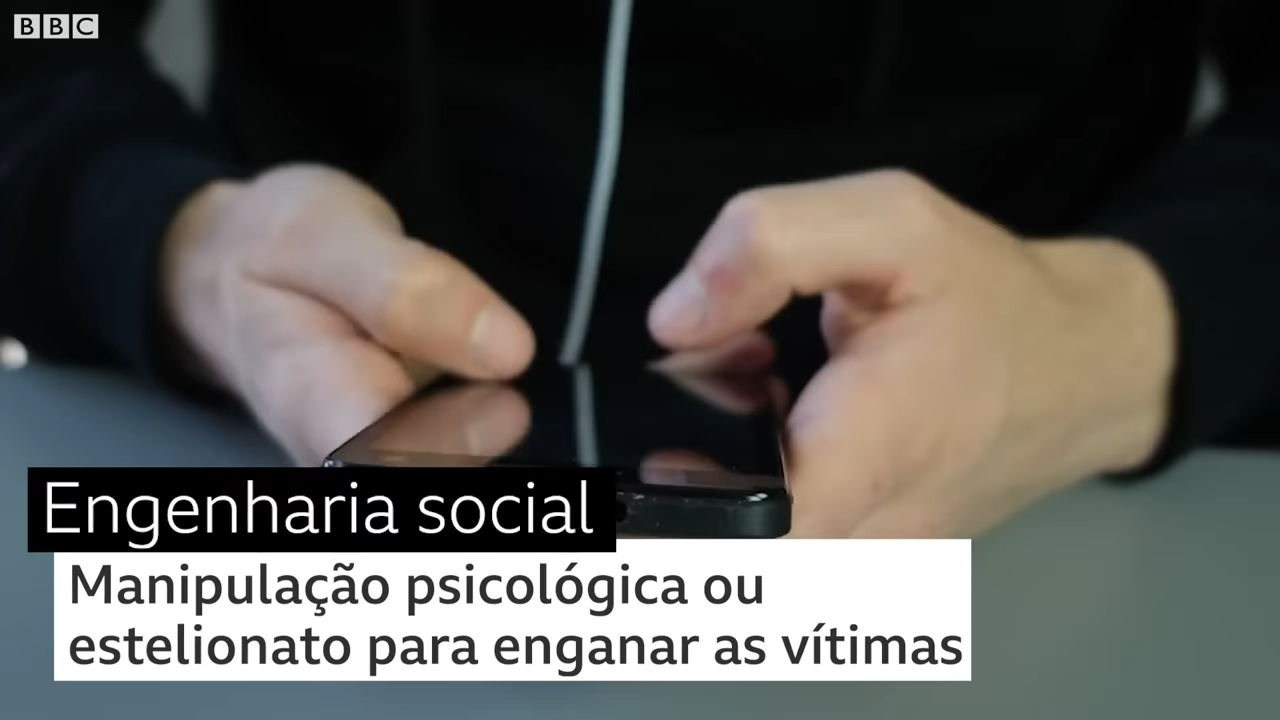 BBC
Engenharia social
Manipulação psicológica ou
estelionato para enganar as vítimas